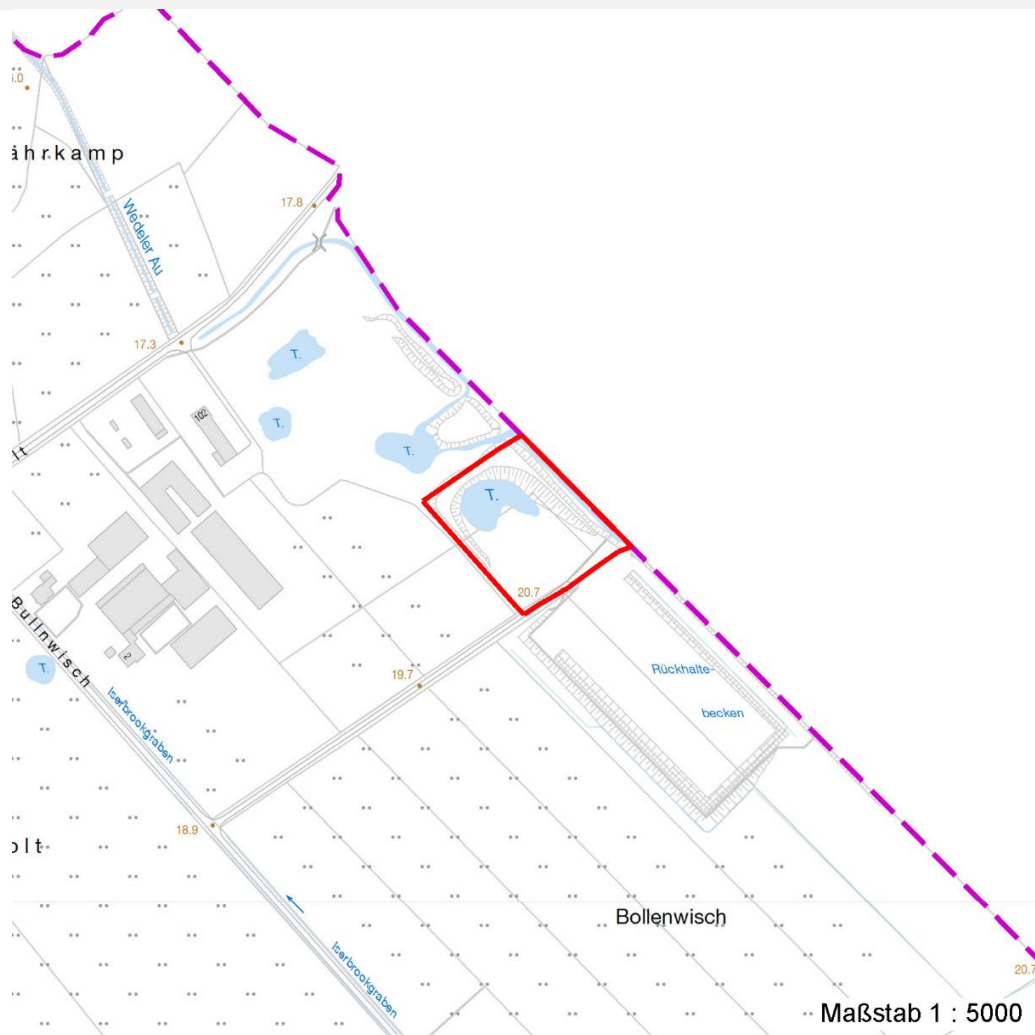 ährkamp
17.8
Wedeler Au
17.3
T.
102
T.
T.
T.
20.7
Bullnwisch
2
T.
Rückhalte-
becken
19.7
Iserbrookgraben
18.9
olt
Bollenwisch
Iserbrookgraben
20.7
Maßstab 1 : 5000